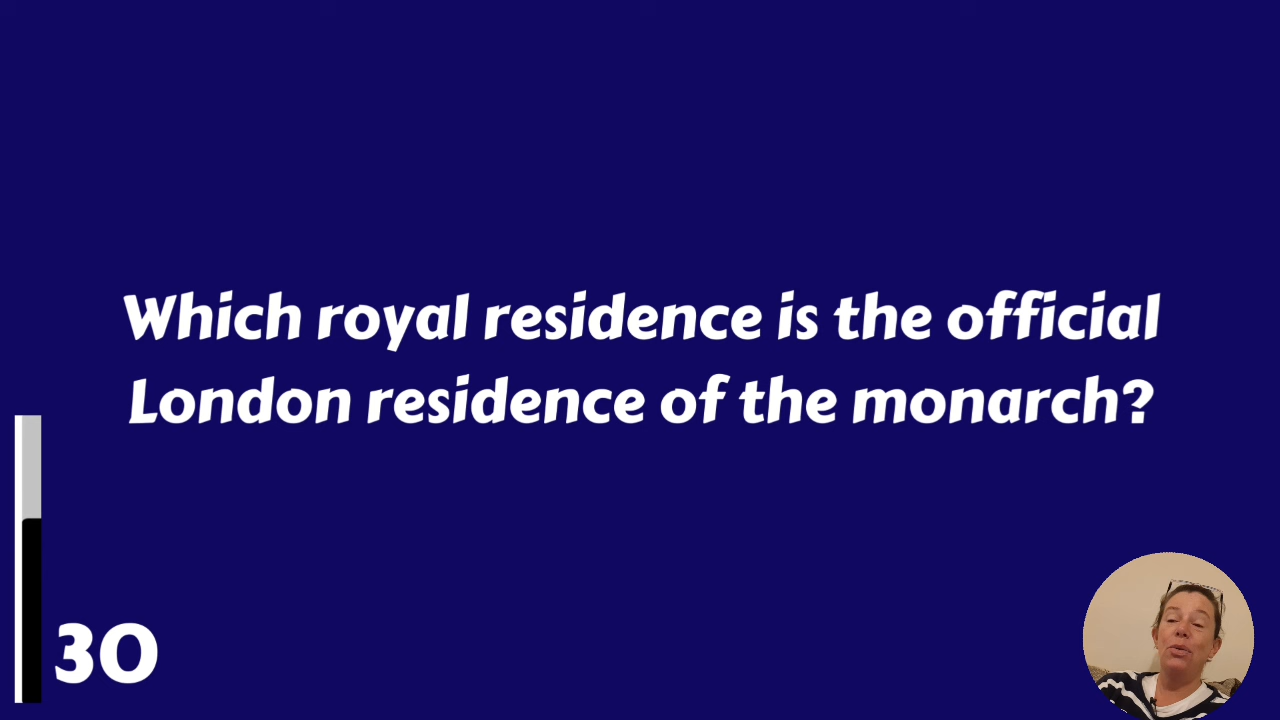 Which royal residence is the official
London residence of the monarch?
30